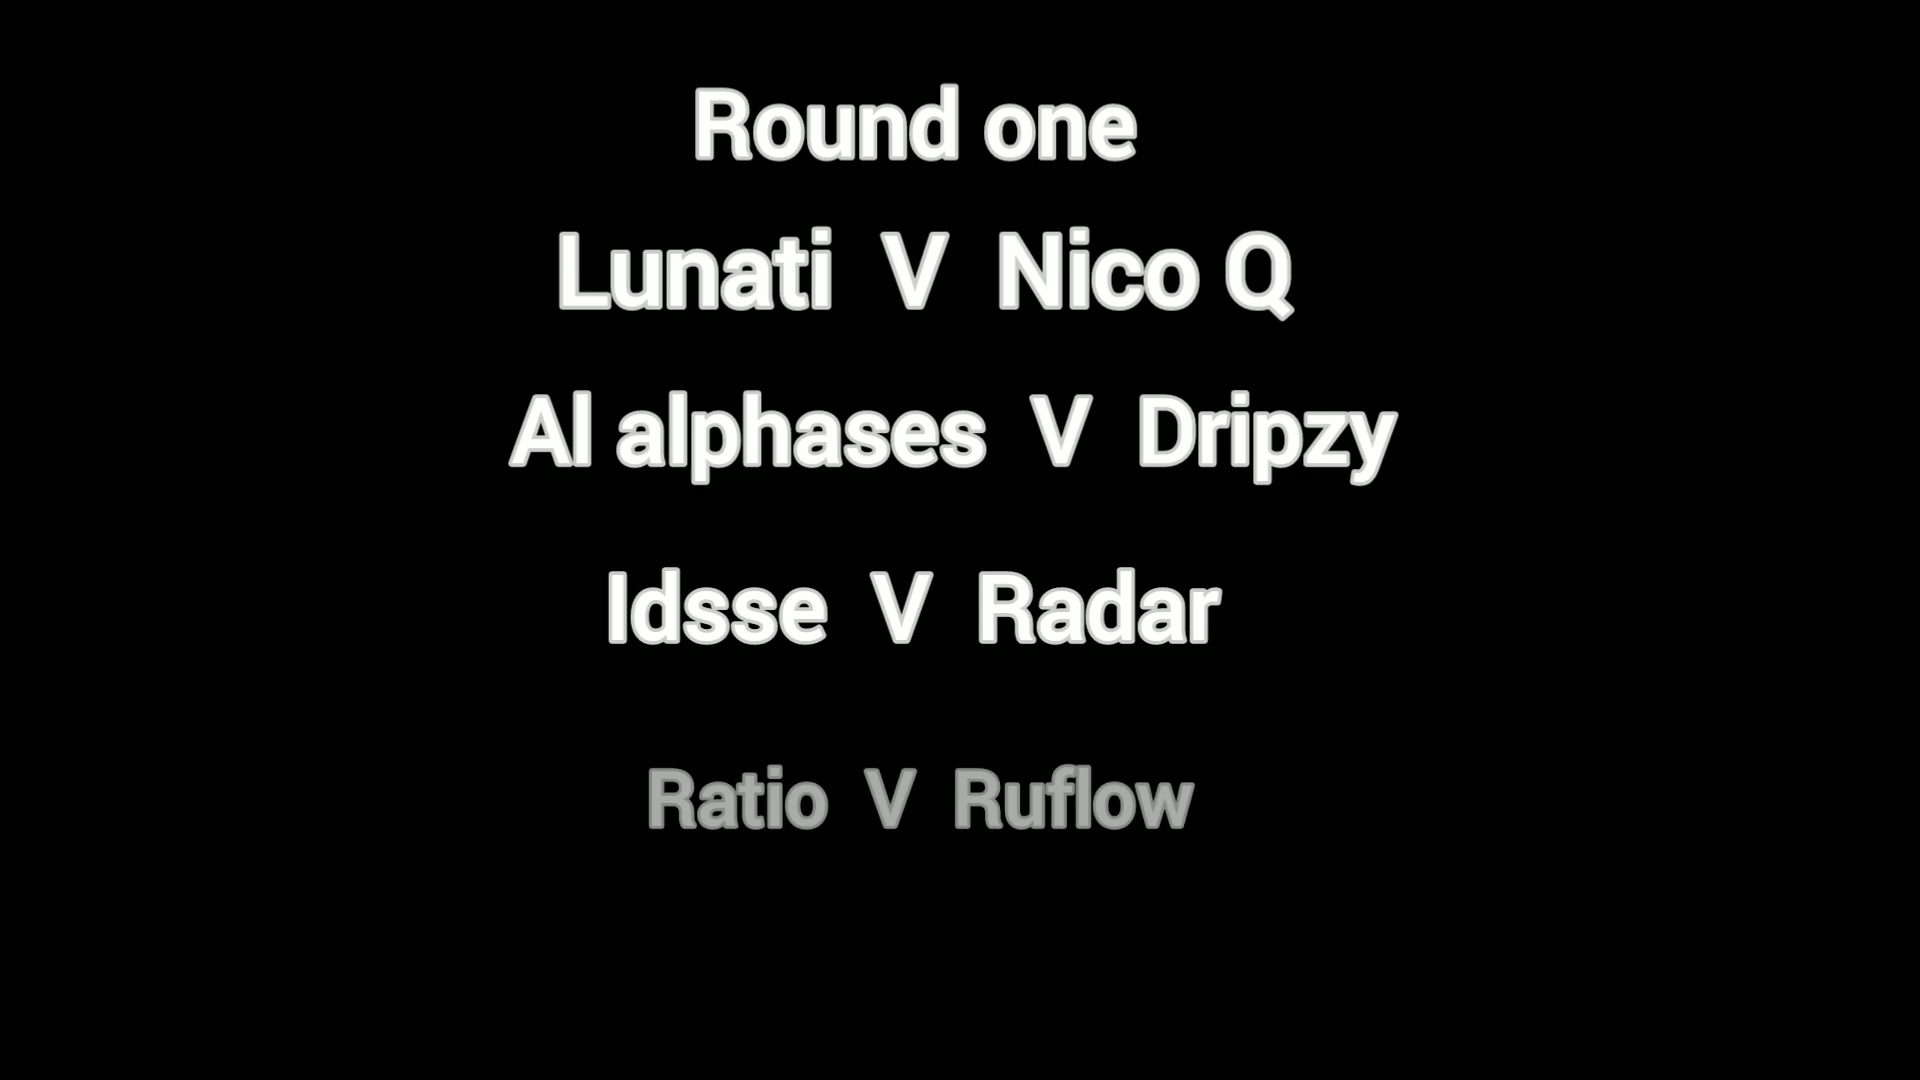 Round one
Lunati V Nico Q
Al alphases V Dripzy
Idsse V Radar
Ratio V Ruflow